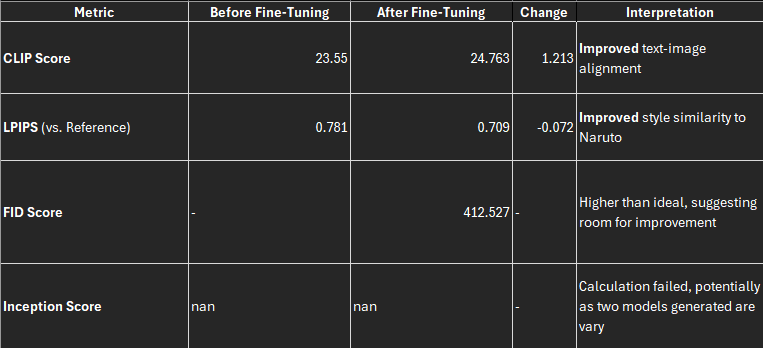 Metric Before Fine-Tuning After Fine-Tuning Change Interpretation
CLIP Score 23.55 24.763 1.213 Improved text-image
alignment
LPIPS (vs. Reference) 0.781 0.709 -0.072 Improved style similarity to
Naruto
FID Score - 412.527 - Higher than ideal, suggesting
room for improvement
Inception Score nan nan - Calculation failed, potentially
as two models generated are
vary